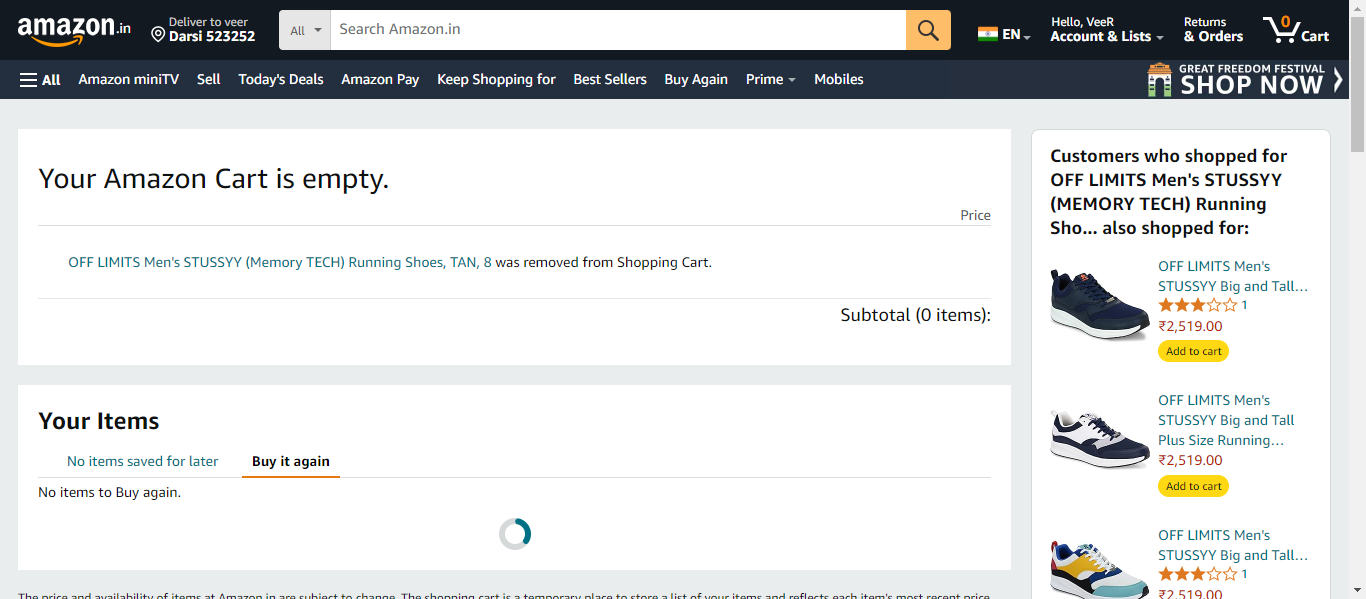 amazon.in
Deliver to veer
Darsi 523252
All
Search Amazon.in
EN
Hello, VeeR
Account & Lists
Returns
& Orders
0
Cart
All
Amazon miniTV
Sell
Today's Deals
Amazon Pay
Keep Shopping for
Best Sellers
Buy Again
Prime
Mobiles
GREAT FREEDOM FESTIVAL
SHOP NOW
Your Amazon Cart is empty.
Price
OFF LIMITS Men's STUSSYY (Memory TECH) Running Shoes, TAN, 8 was removed from Shopping Cart.
Subtotal (0 items):
Your Items
No items saved for later
Buy it again
No items to Buy again.
The price and availability of items at Amazon.in are subject to change. The shopping cart is a temporary place to store a list of your items and reflects each item's most recent price.
Customers who shopped for
OFF LIMITS Men's STUSSYY
(MEMORY TECH) Running
Sho... also shopped for:
OFF LIMITS Men's
STUSSYY Big and Tall…
1
₹2,519.00
Add to cart
OFF LIMITS Men's
STUSSYY Big and Tall
Plus Size Running…
₹2,519.00
Add to cart
OFF LIMITS Men's
STUSSYY Big and Tall…
1
₹2,519.00